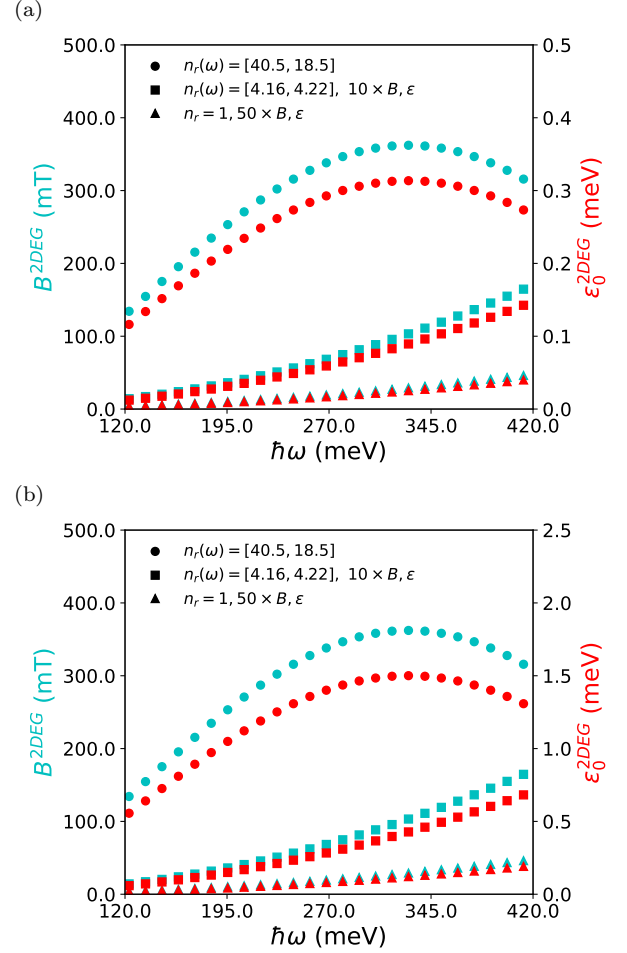 (a)
500.0
400.0
300.0
200.0
100.0
0.0
B^2DEG (mT)
n_r(ω) = [40.5, 18.5]
n_r(ω) = [4.16, 4.22], 10 × B, ε
n_r = 1, 50 × B, ε
0.5
0.4
0.3
0.2
0.1
0.0
ε_0^2DEG (meV)
120.0 195.0 270.0 345.0 420.0
ħω (meV)
(b)
500.0
400.0
300.0
200.0
100.0
0.0
B^2DEG (mT)
n_r(ω) = [40.5, 18.5]
n_r(ω) = [4.16, 4.22], 10 × B, ε
n_r = 1, 50 × B, ε
2.5
2.0
1.5
1.0
0.5
0.0
ε_0^2DEG (meV)
120.0 195.0 270.0 345.0 420.0
ħω (meV)